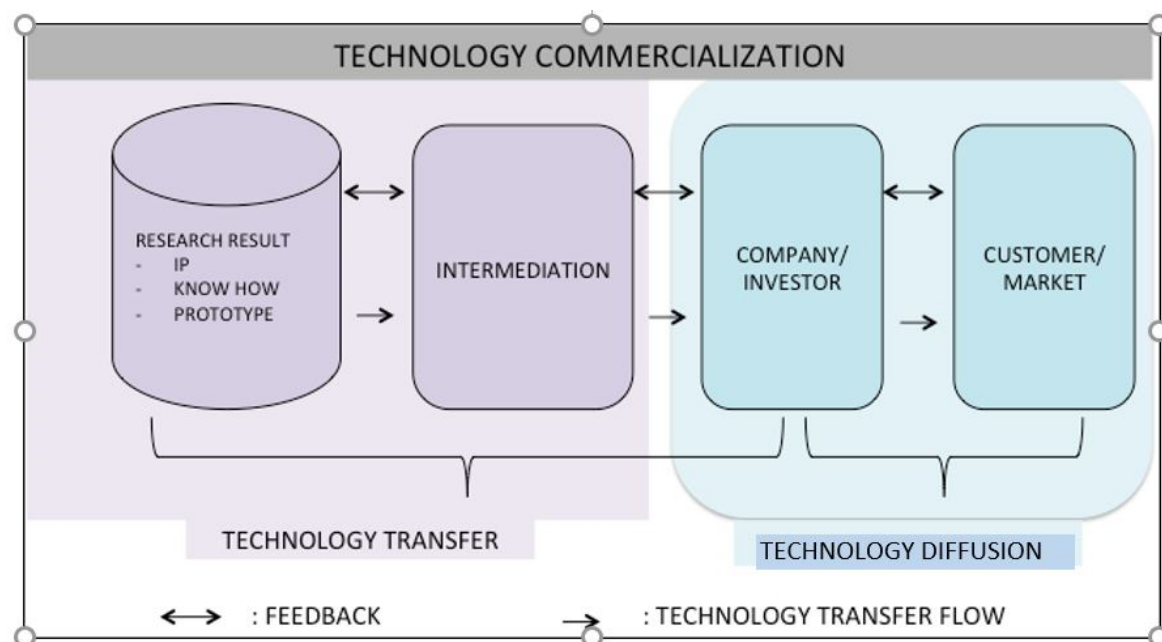 TECHNOLOGY COMMERCIALIZATION
RESEARCH RESULT
- IP
- KNOW HOW
- PROTOTYPE
INTERMEDIATION
COMPANY/
INVESTOR
CUSTOMER/
MARKET
TECHNOLOGY TRANSFER
TECHNOLOGY DIFFUSION
: FEEDBACK
: TECHNOLOGY TRANSFER FLOW